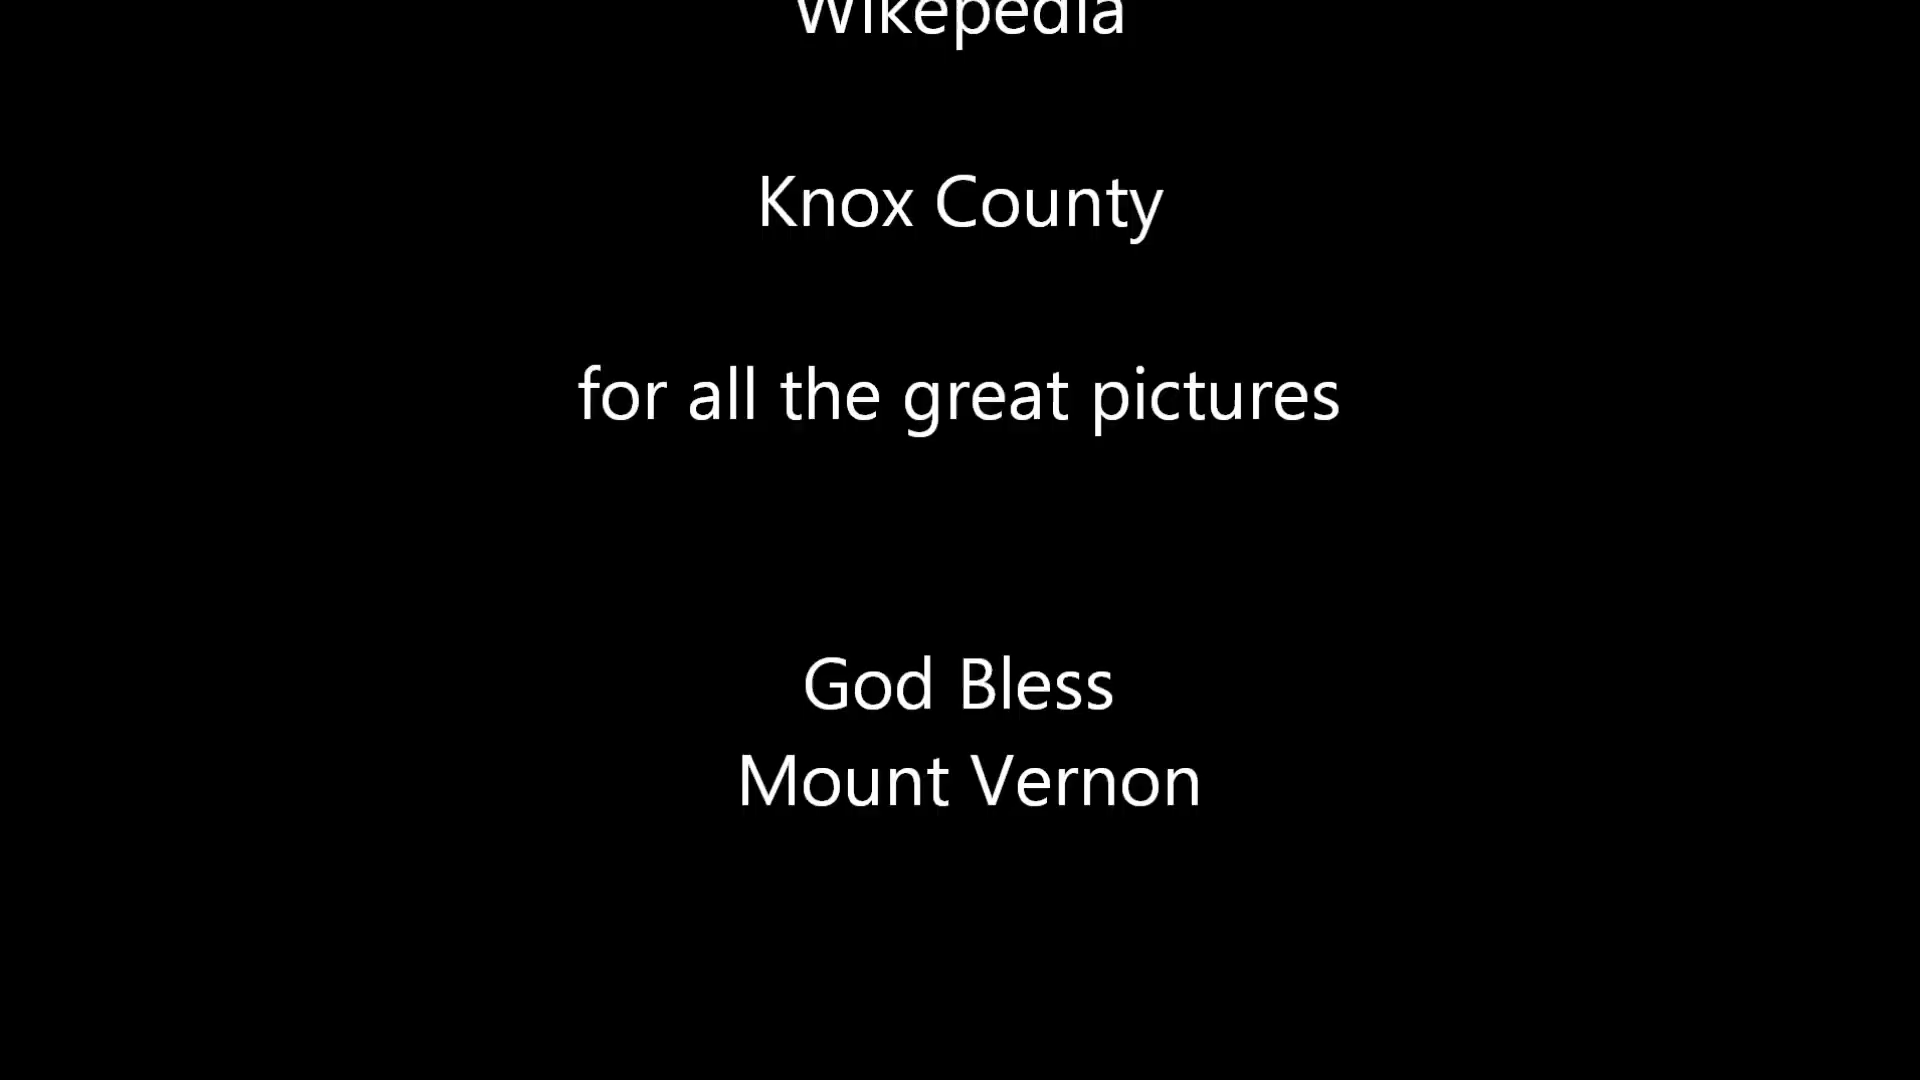 Wikepedia
Knox County
for all the great pictures
God Bless
Mount Vernon